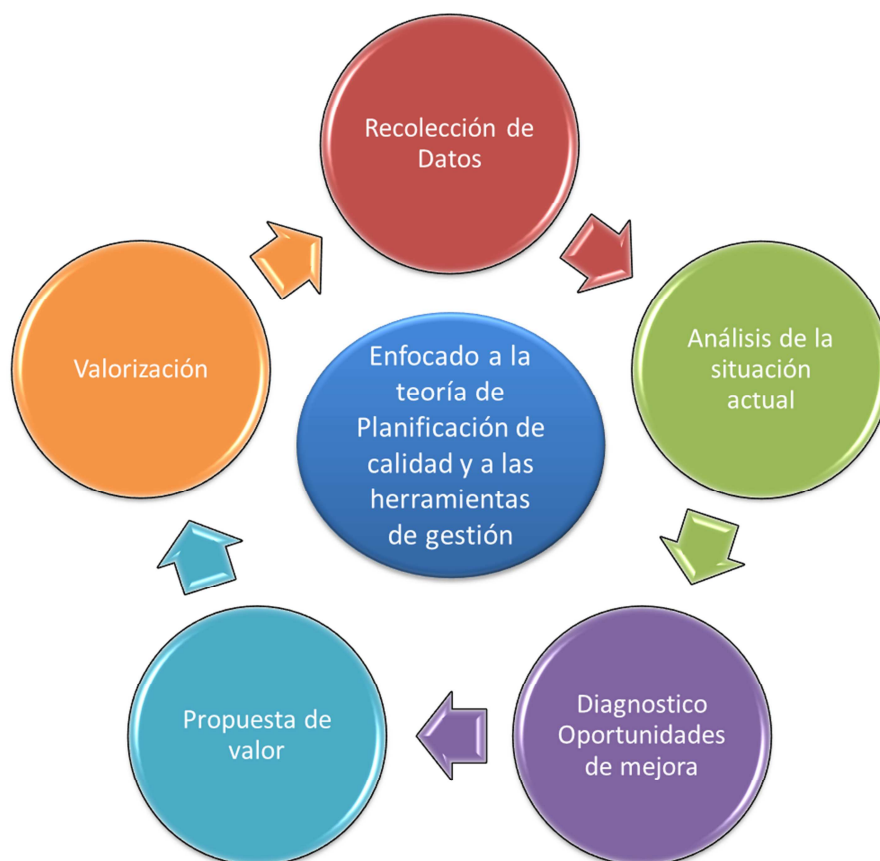 Recolección de
Datos
Análisis de la
situación
actual
Diagnostico
Oportunidades
de mejora
Propuesta de
valor
Valorización
Enfocado a la
teoría de
Planificación de
calidad y a las
herramientas
de gestión